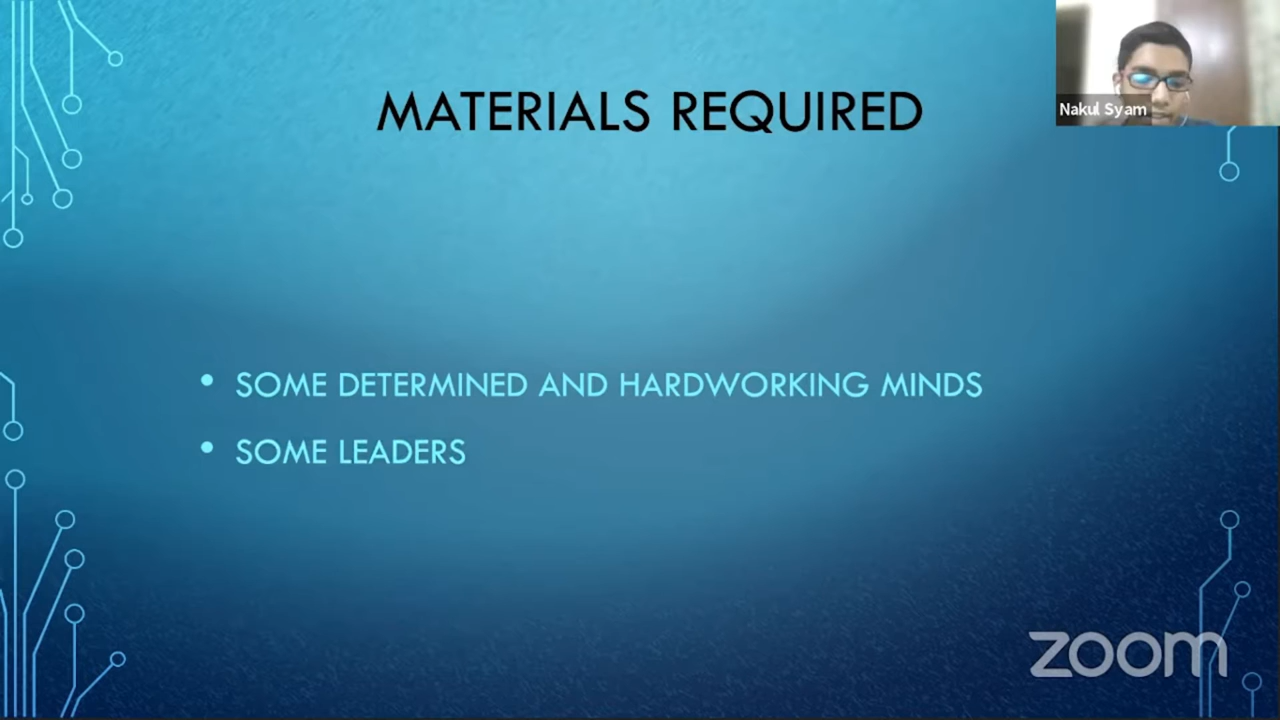 MATERIALS REQUIRED
Nakul Syam
• SOME DETERMINED AND HARDWORKING MINDS
• SOME LEADERS
zoom